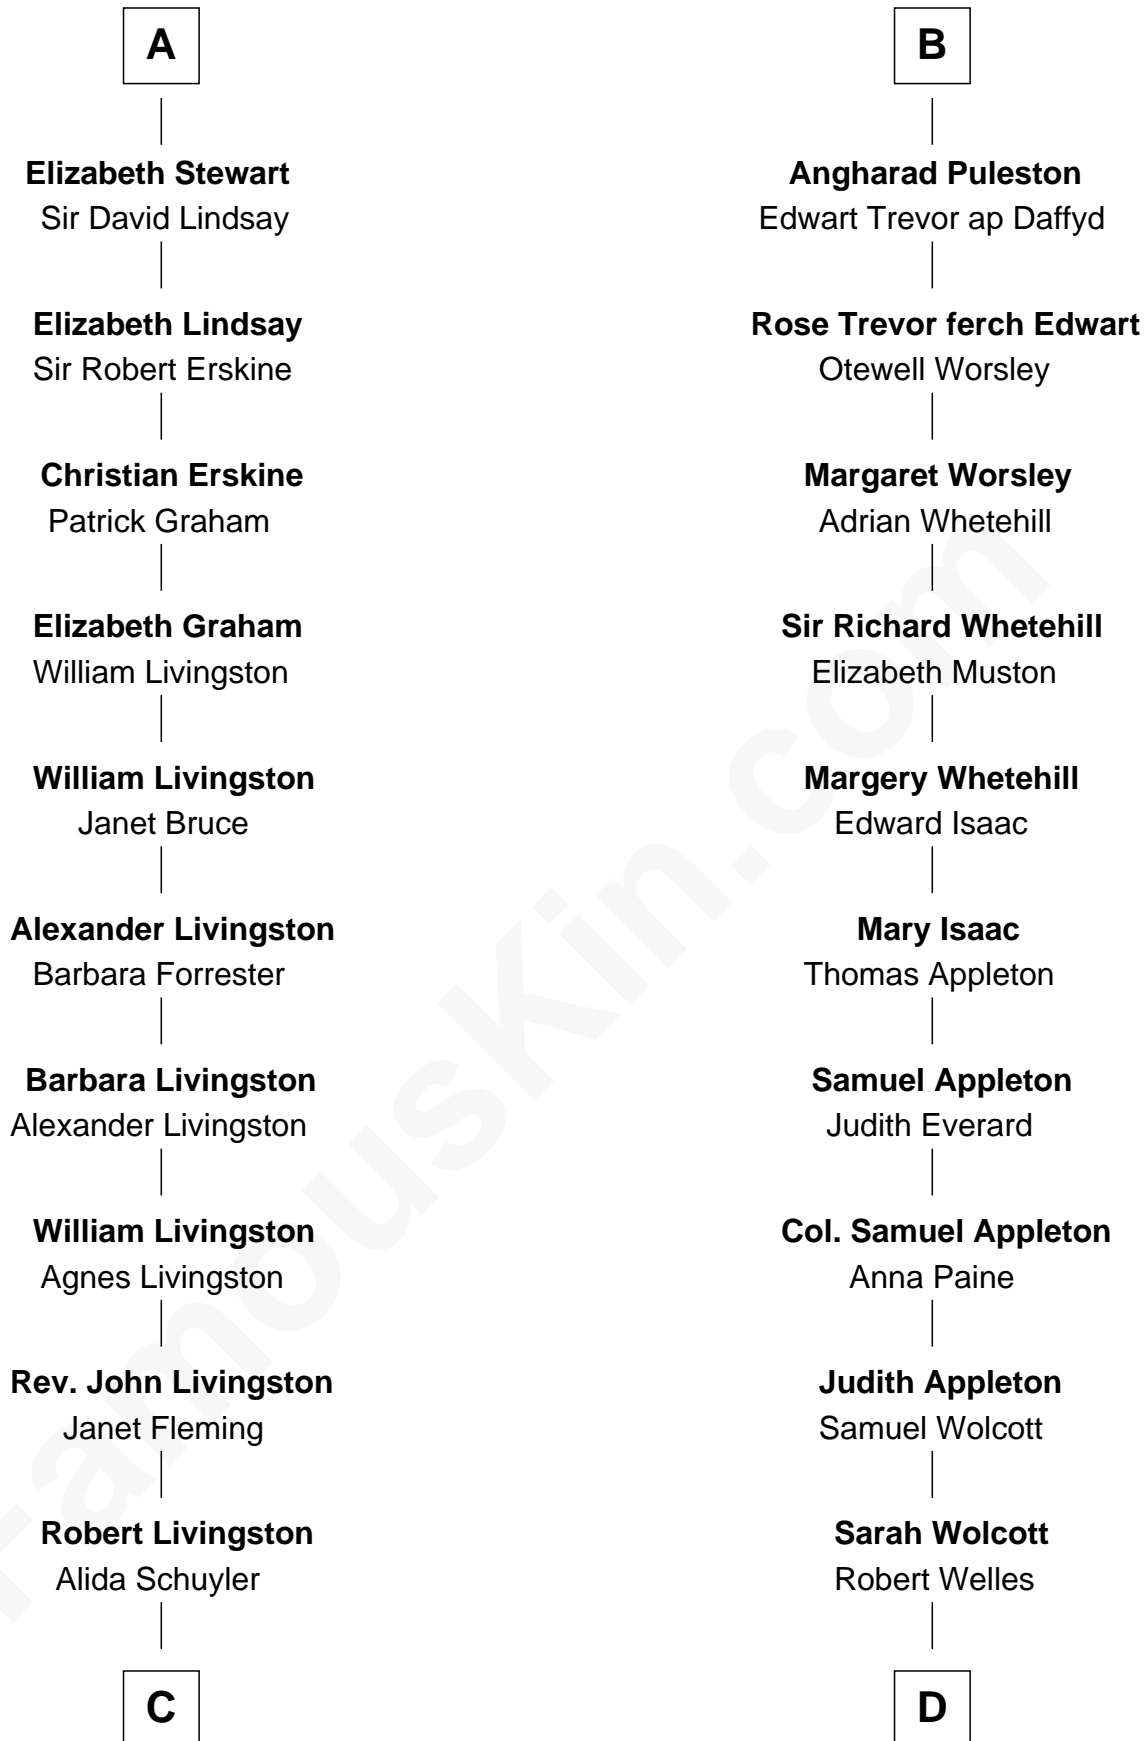 A
Elizabeth Stewart
Sir David Lindsay
Elizabeth Lindsay
Sir Robert Erskine
Christian Erskine
Patrick Graham
Elizabeth Graham
William Livingston
William Livingston
Janet Bruce
Alexander Livingston
Barbara Forrester
Barbara Livingston
Alexander Livingston
William Livingston
Agnes Livingston
Rev. John Livingston
Janet Fleming
Robert Livingston
Alida Schuyler
C
B
Angharad Puleston
Edwart Trevor ap Daffyd
Rose Trevor ferch Edwart
Otewell Worsley
Margaret Worsley
Adrian Whetehill
Sir Richard Whetehill
Elizabeth Muston
Margery Whetehill
Edward Isaac
Mary Isaac
Thomas Appleton
Samuel Appleton
Judith Everard
Col. Samuel Appleton
Anna Paine
Judith Appleton
Samuel Wolcott
Sarah Wolcott
Robert Welles
D
FamousKin.com